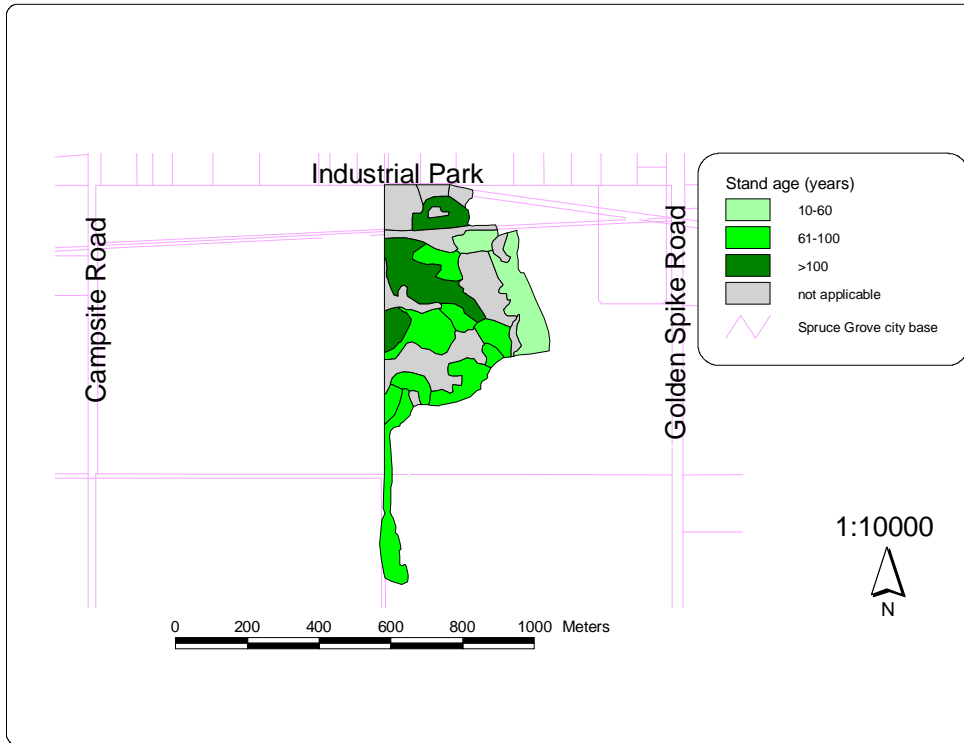 Industrial Park
Campsite Road
Golden Spike Road
Stand age (years)
10-60
61-100
>100
not applicable
Spruce Grove city base
1:10000
N
0 200 400 600 800 1000 Meters